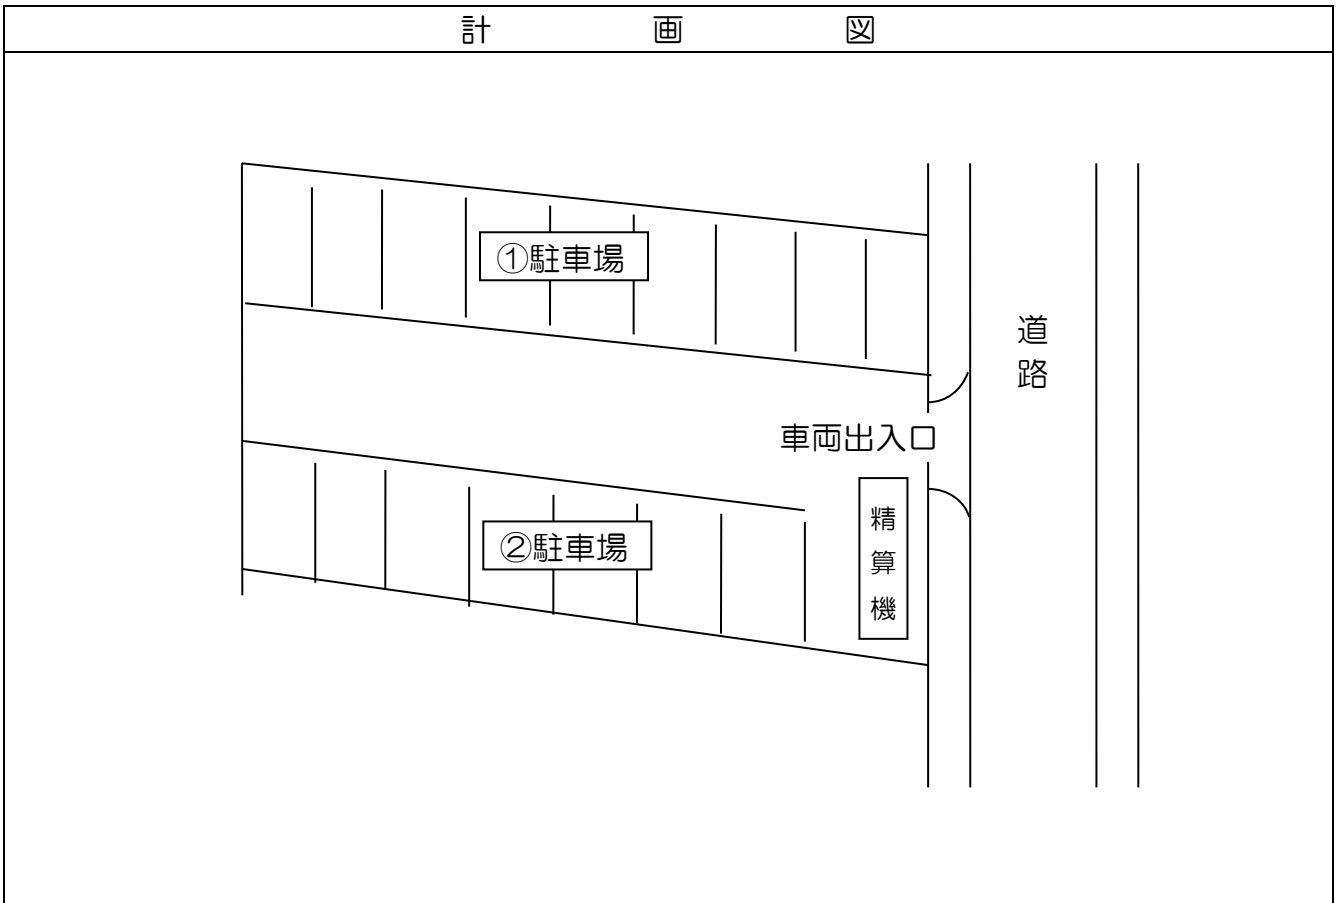 計画図
①駐車場
道路
車両出入口
②駐車場
精算機